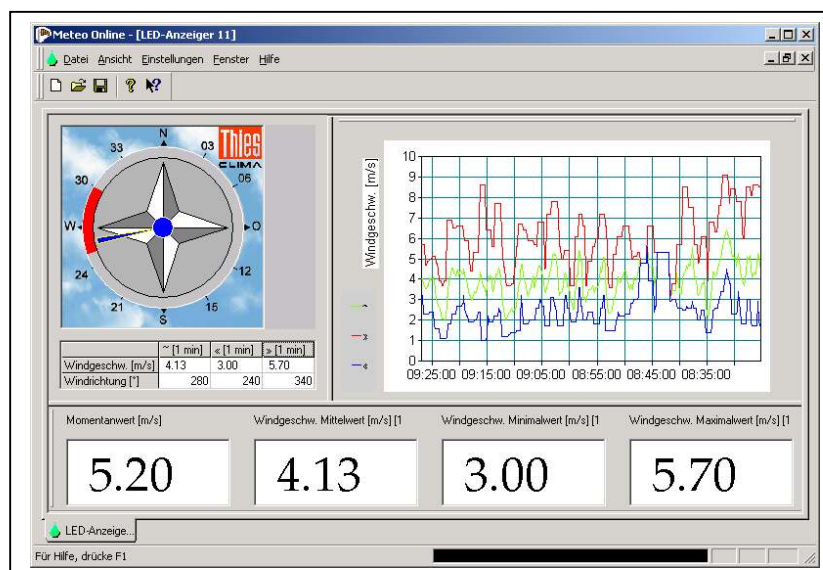 Meteo Online - [LED-Anzeiger 11]
Datei Ansicht Einstellungen Fenster Hilfe
N
33 03
Thies
CLIMA
30 06
W O
24 12
21 15
S
~ [1 min] « [1 min] » [1 min]
Windgeschw. [m/s] 4.13 3.00 5.70
Windrichtung [°] 280 240 340
Windgeschw. [m/s]
10
9
8
7
6
5
4
3
2
1
0
09:25:00 09:15:00 09:05:00 08:55:00 08:45:00 08:35:00
Momentanwert [m/s] Windgeschw. Mittelwert [m/s] [1 Windgeschw. Minimalwert [m/s] [1 Windgeschw. Maximalwert [m/s] [1
5.20 4.13 3.00 5.70
LED-Anzeige...
Für Hilfe, drücke F1